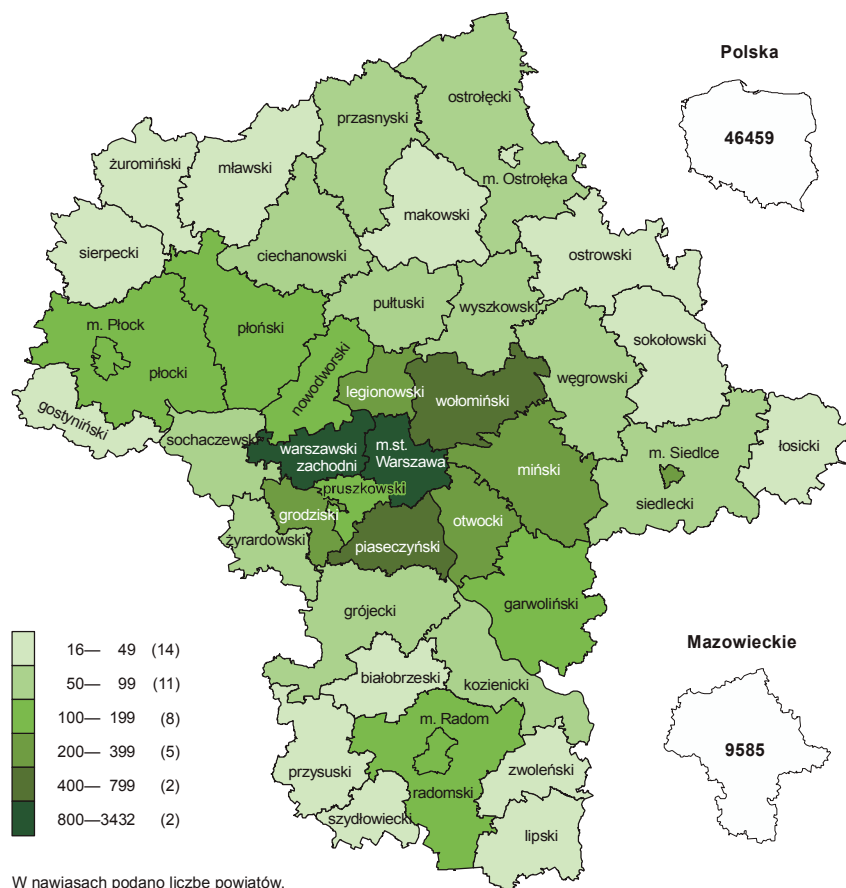 Polska
46459
ostrołęcki
przasnyski
żuromiński
mławski
m. Ostrołęka
makowski
sierpecki
ciechanowski
ostrowski
pułtuski
wyszkowski
m. Płock
płoński
sokołowski
płocki
nowodworski
legionowski
węgrowski
wołomiński
gostyniński
sochaczewski
warszawski
zachodni
m.st.
Warszawa
miński
m. Siedlce
łosicki
siedlecki
pruszkowski
grodziski
otwocki
żyrardowski
piaseczyński
garwoliński
grójecki
Mazowieckie
9585
białobrzeski
kozienicki
m. Radom
przysuski
zwoleński
radomski
szydłowiecki
lipski
16— 49 (14)
50— 99 (11)
100— 199 (8)
200— 399 (5)
400— 799 (2)
800—3432 (2)
W nawiasach podano liczbę powiatów.